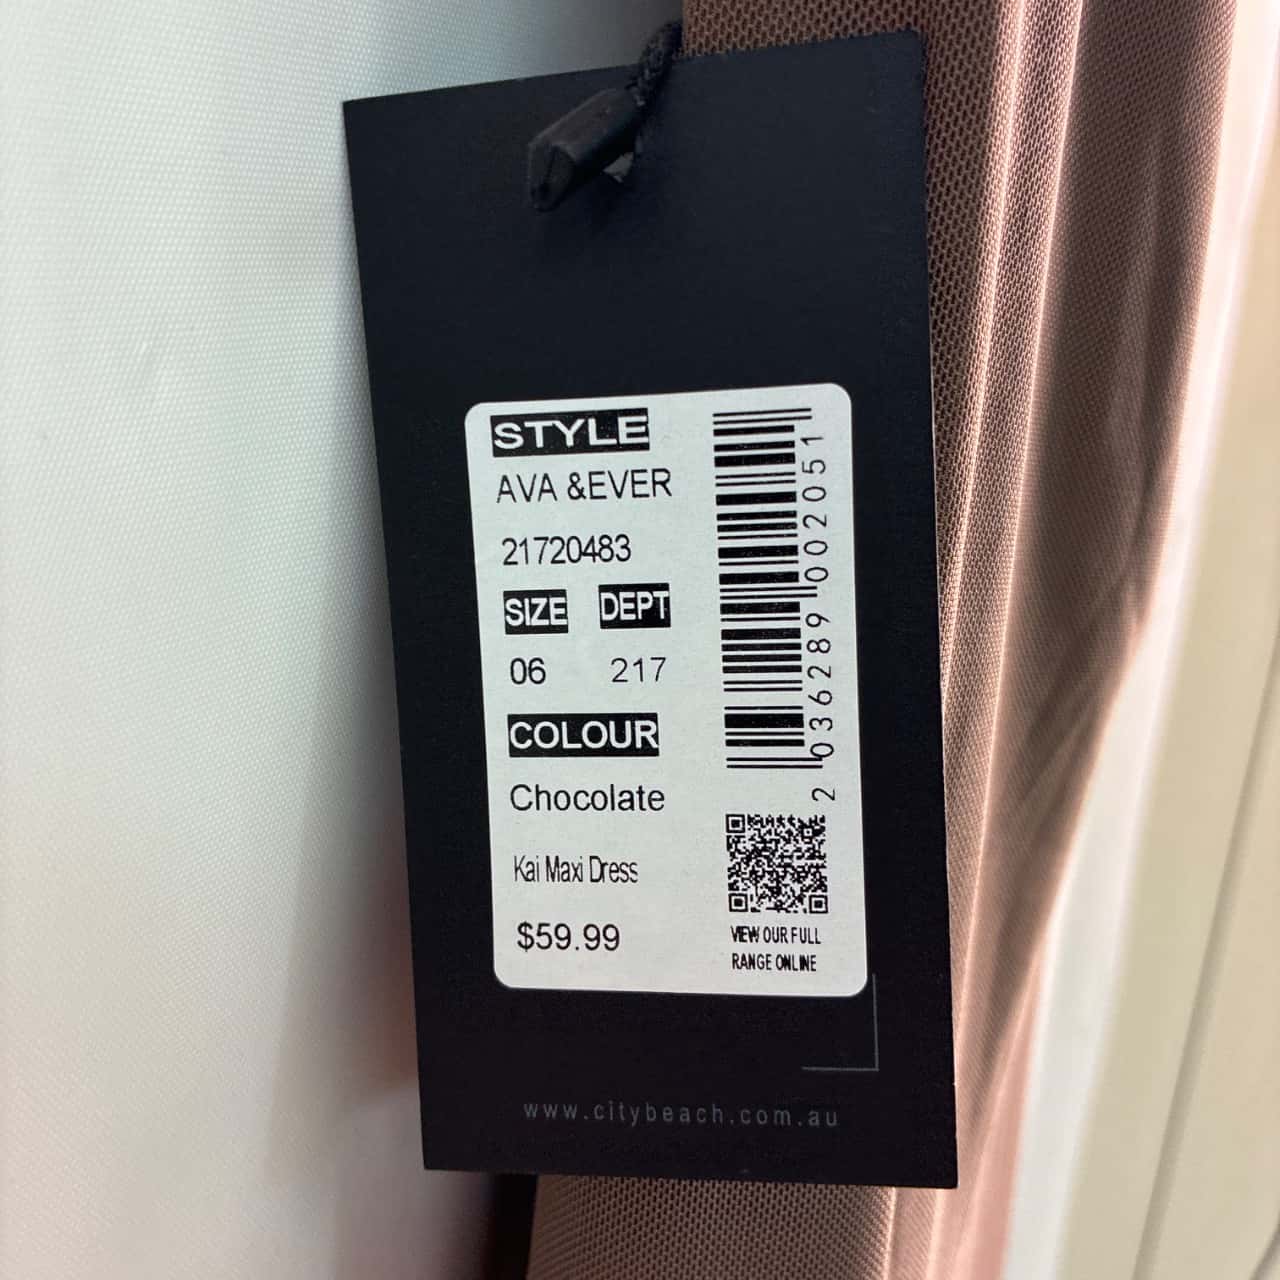 STYLE
AVA &EVER
21720483
SIZE DEPT
06 217
COLOUR
Chocolate
Kai Maxi Dress
$59.99
2 036289 002051
VIEW OUR FULL
RANGE ONLINE
www.citybeach.com.au